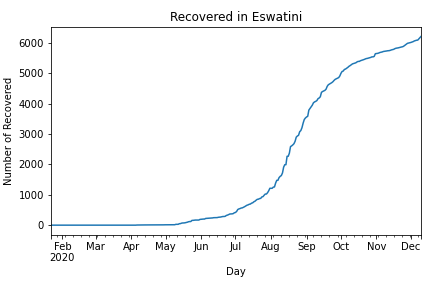 Recovered in Eswatini
Number of Recovered
6000
5000
4000
3000
2000
1000
0
Feb Mar Apr May Jun Jul Aug Sep Oct Nov Dec
2020
Day